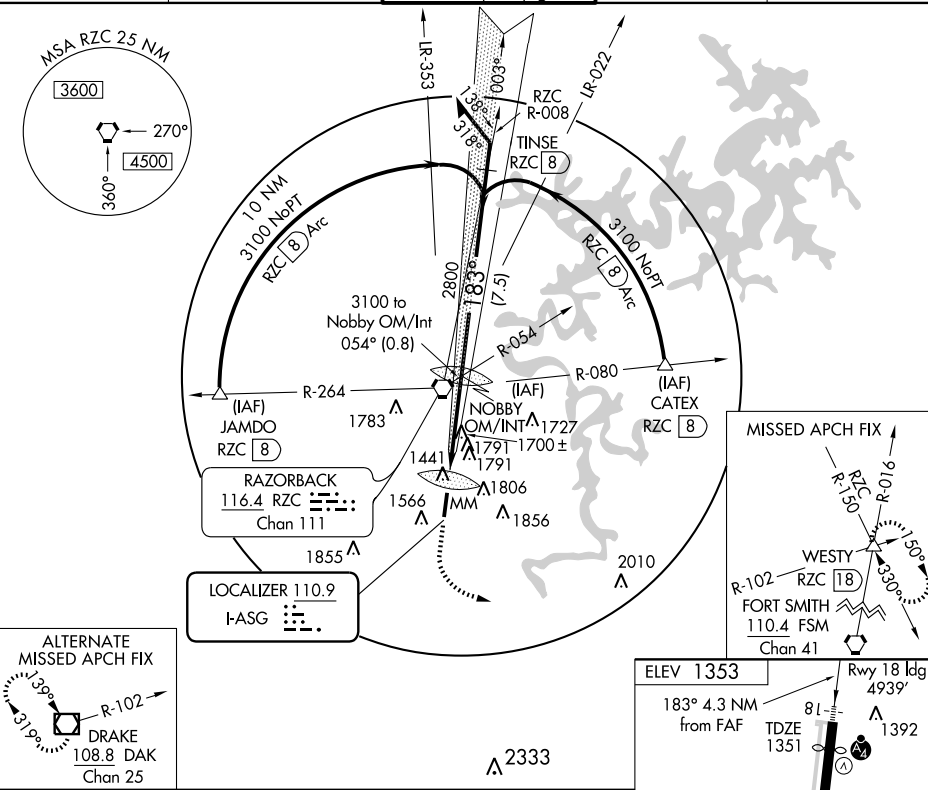 MSA RZC 25 NM
3600
270°
4500
360°
LR-353
003°
LR-022
138°
318°
RZC
R-008
TINSE
RZC 8
10 NM
3100 NoPT
RZC 8 Arc
3100 NoPT
RZC 8 Arc
2800
183°
(7.5)
3100 to
Nobby OM/Int
054° (0.8)
R-054
R-264
R-080
(IAF)
JAMDO
RZC 8
(IAF)
NOBBY
OM/INT
(IAF)
CATEX
RZC 8
1783
1727
1700 ±
1791
1791
1441
1806
1566
MM
1856
1855
2010
2333
RAZORBACK
116.4 RZC
Chan 111
LOCALIZER 110.9
I-ASG
MISSED APCH FIX
RZC
R-150
R-016
WESTY
RZC 18
150°
330°
R-102
FORT SMITH
110.4 FSM
Chan 41
ALTERNATE
MISSED APCH FIX
139°
319°
R-102
DRAKE
108.8 DAK
Chan 25
ELEV 1353
Rwy 18 ldg
4939'
183° 4.3 NM
from FAF
18
TDZE
1351
1392
A4